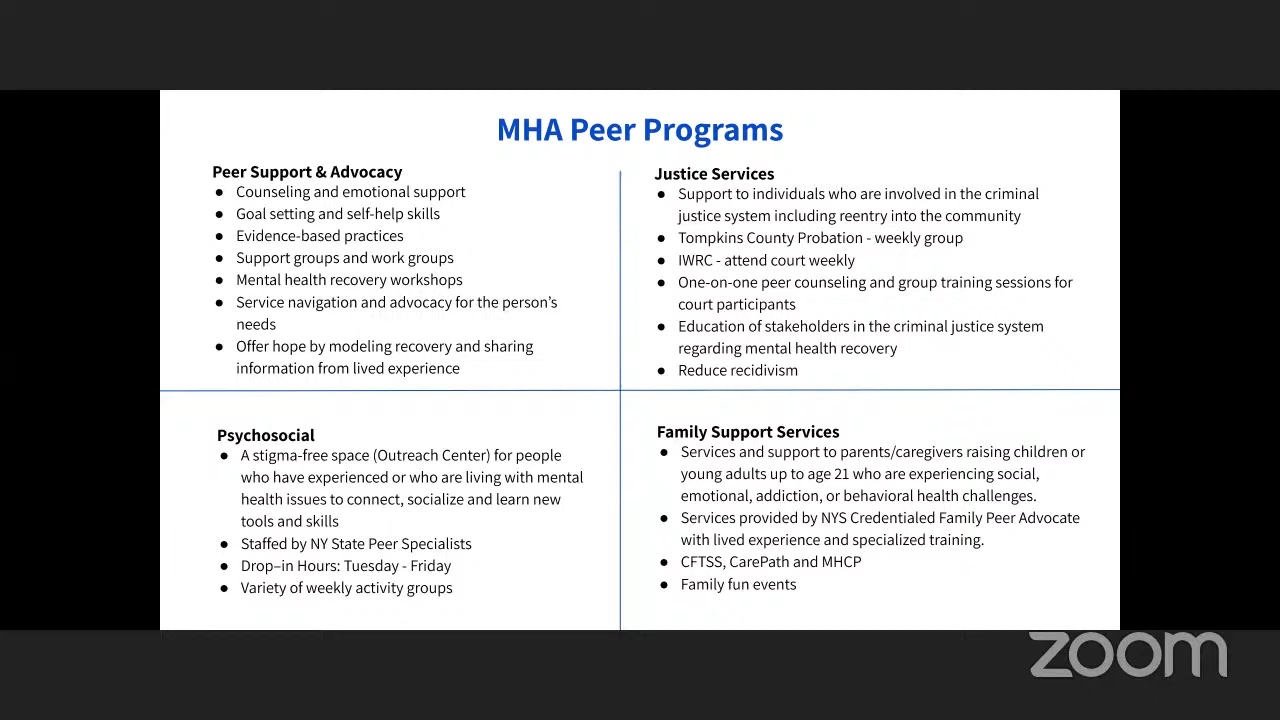 MHA Peer Programs
Peer Support & Advocacy
● Counseling and emotional support
● Goal setting and self-help skills
● Evidence-based practices
● Support groups and work groups
● Mental health recovery workshops
● Service navigation and advocacy for the person’s
needs
● Offer hope by modeling recovery and sharing
information from lived experience
Justice Services
● Support to individuals who are involved in the criminal
justice system including reentry into the community
● Tompkins County Probation - weekly group
● IWRC - attend court weekly
● One-on-one peer counseling and group training sessions for
court participants
● Education of stakeholders in the criminal justice system
regarding mental health recovery
● Reduce recidivism
Psychosocial
● A stigma-free space (Outreach Center) for people
who have experienced or who are living with mental
health issues to connect, socialize and learn new
tools and skills
● Staffed by NY State Peer Specialists
● Drop–in Hours: Tuesday - Friday
● Variety of weekly activity groups
Family Support Services
● Services and support to parents/caregivers raising children or
young adults up to age 21 who are experiencing social,
emotional, addiction, or behavioral health challenges.
● Services provided by NYS Credentialed Family Peer Advocate
with lived experience and specialized training.
● CFTSS, CarePath and MHCP
● Family fun events
zoom